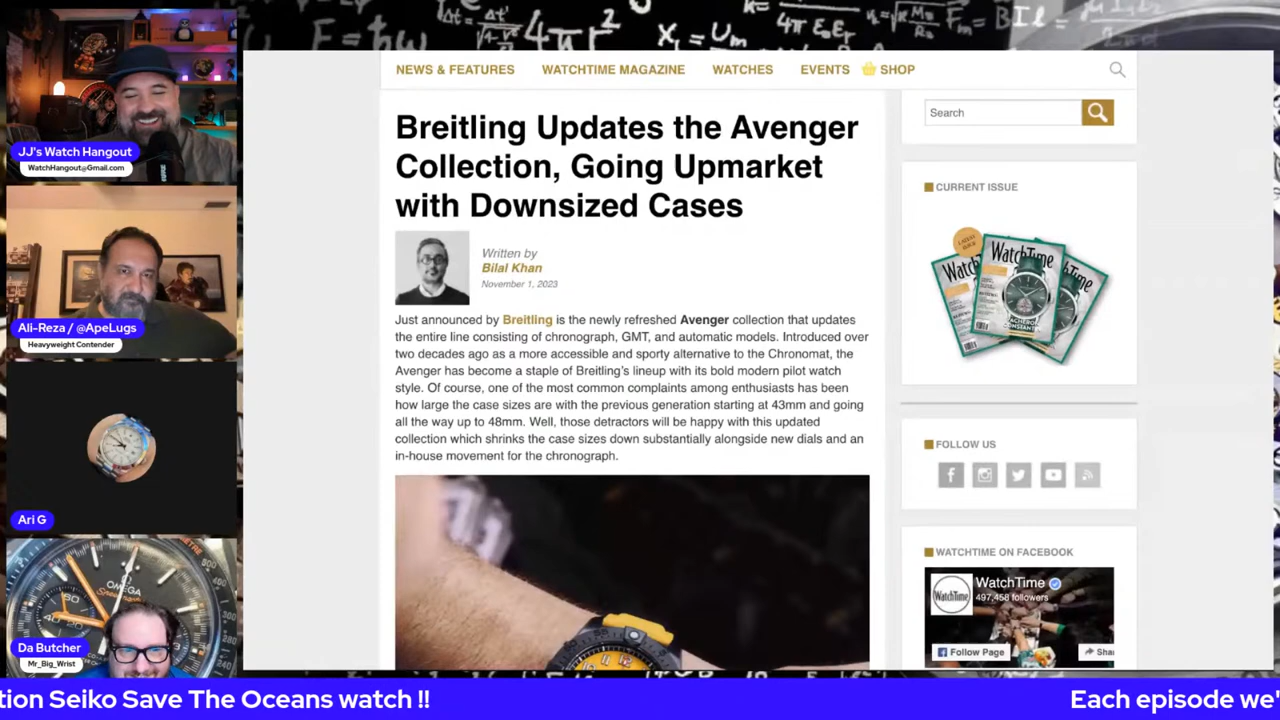 NEWS & FEATURES
WATCHTIME MAGAZINE
WATCHES
EVENTS
SHOP
Breitling Updates the Avenger
Collection, Going Upmarket
with Downsized Cases
Written by
Bilal Khan
November 1, 2023
Just announced by Breitling is the newly refreshed Avenger collection that updates
the entire line consisting of chronograph, GMT, and automatic models. Introduced over
two decades ago as a more accessible and sporty alternative to the Chronomat, the
Avenger has become a staple of Breitling's lineup with its bold modern pilot watch
style. Of course, one of the most common complaints among enthusiasts has been
how large the case sizes are with the previous generation starting at 43mm and going
all the way up to 48mm. Well, those detractors will be happy with this updated
collection which shrinks the case sizes down substantially alongside new dials and an
in-house movement for the chronograph.
Search
CURRENT ISSUE
WatchTime
FOLLOW US
WATCHTIME ON FACEBOOK
WatchTime
WatchTime
497,458 followers
Follow Page
Shar
JJ's Watch Hangout
WatchHangout@Gmail.com
Ali-Reza / @ApeLugs
Heavyweight Contender
Ari G
OMEGA
Speedmaster
Da Butcher
Mr_Big_Wrist
tion Seiko Save The Oceans watch !!
Each episode we'